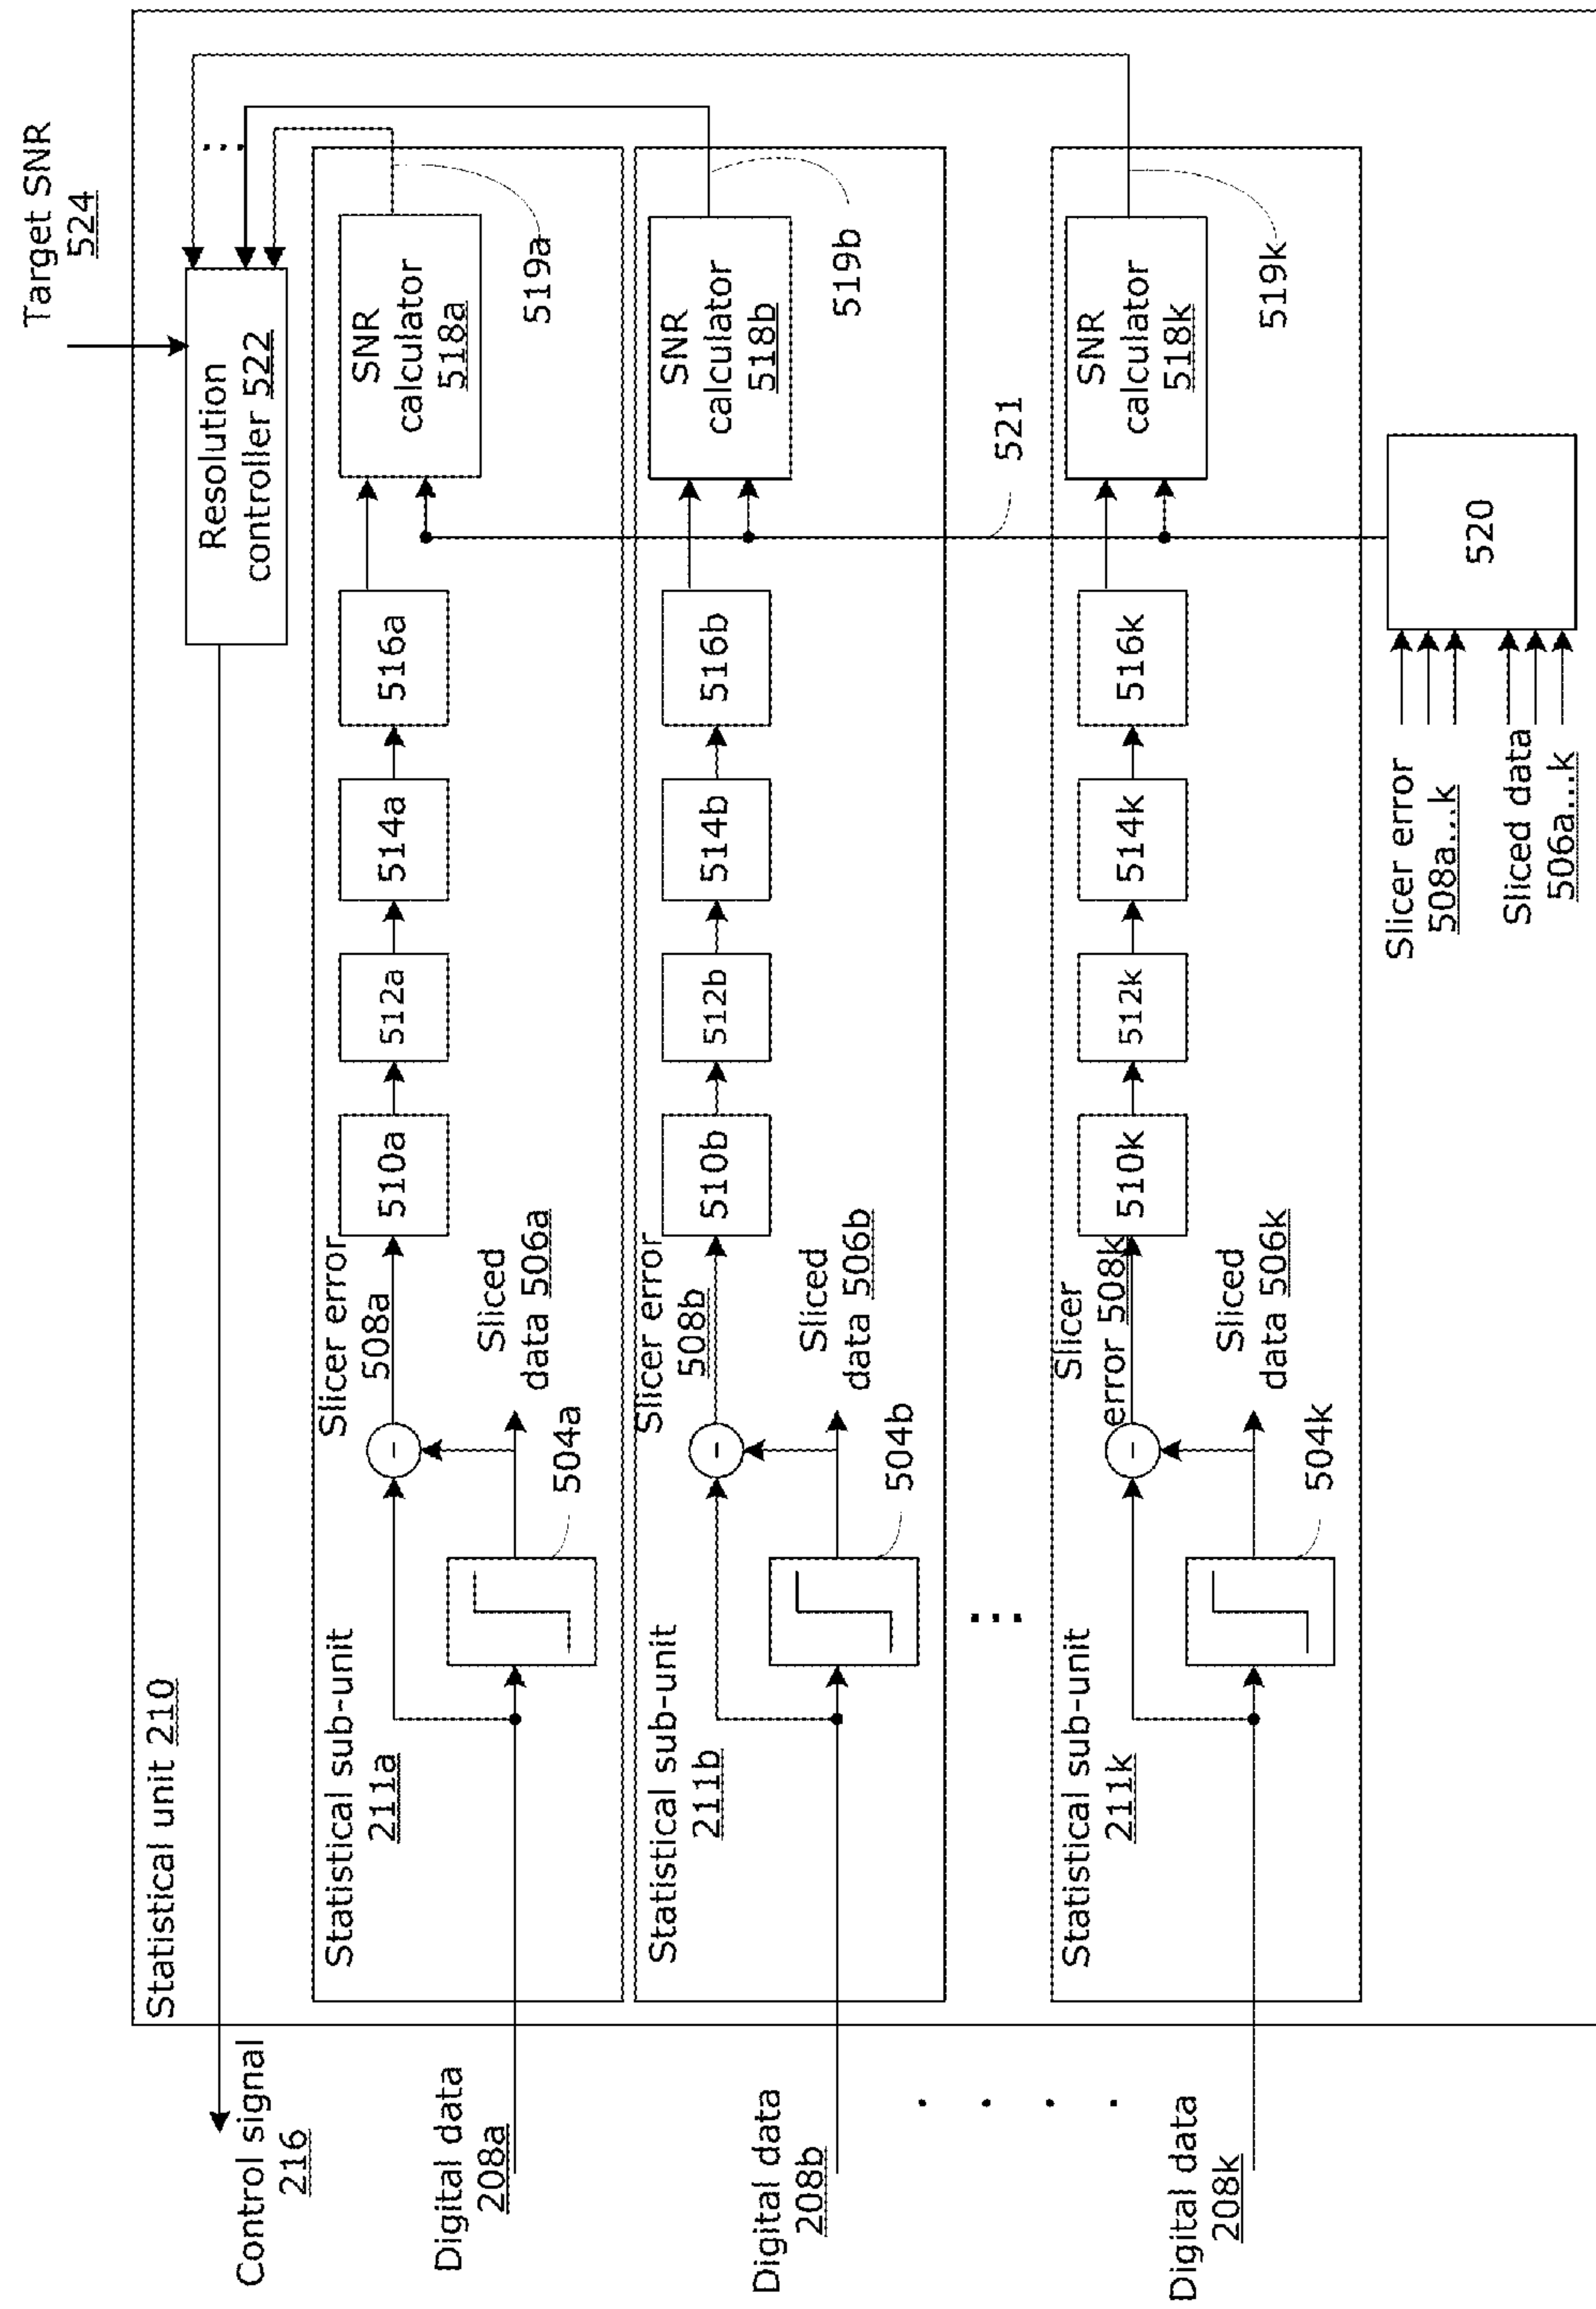 Statistical unit 210
Target SNR
524
Control signal
216
Resolution
controller 522
...
Statistical sub-unit
211a
Digital data
208a
504a
Slicer error
508a
Sliced
data 506a
510a
512a
514a
516a
SNR
calculator
518a
519a
Statistical sub-unit
211b
Digital data
208b
504b
Slicer error
508b
Sliced
data 506b
510b
512b
514b
516b
SNR
calculator
518b
519b
521
Statistical sub-unit
211k
Digital data
208k
504k
Slicer
error 508k
Sliced
data 506k
510k
512k
514k
516k
SNR
calculator
518k
519k
Slicer error
508a...k
Sliced data
506a...k
520